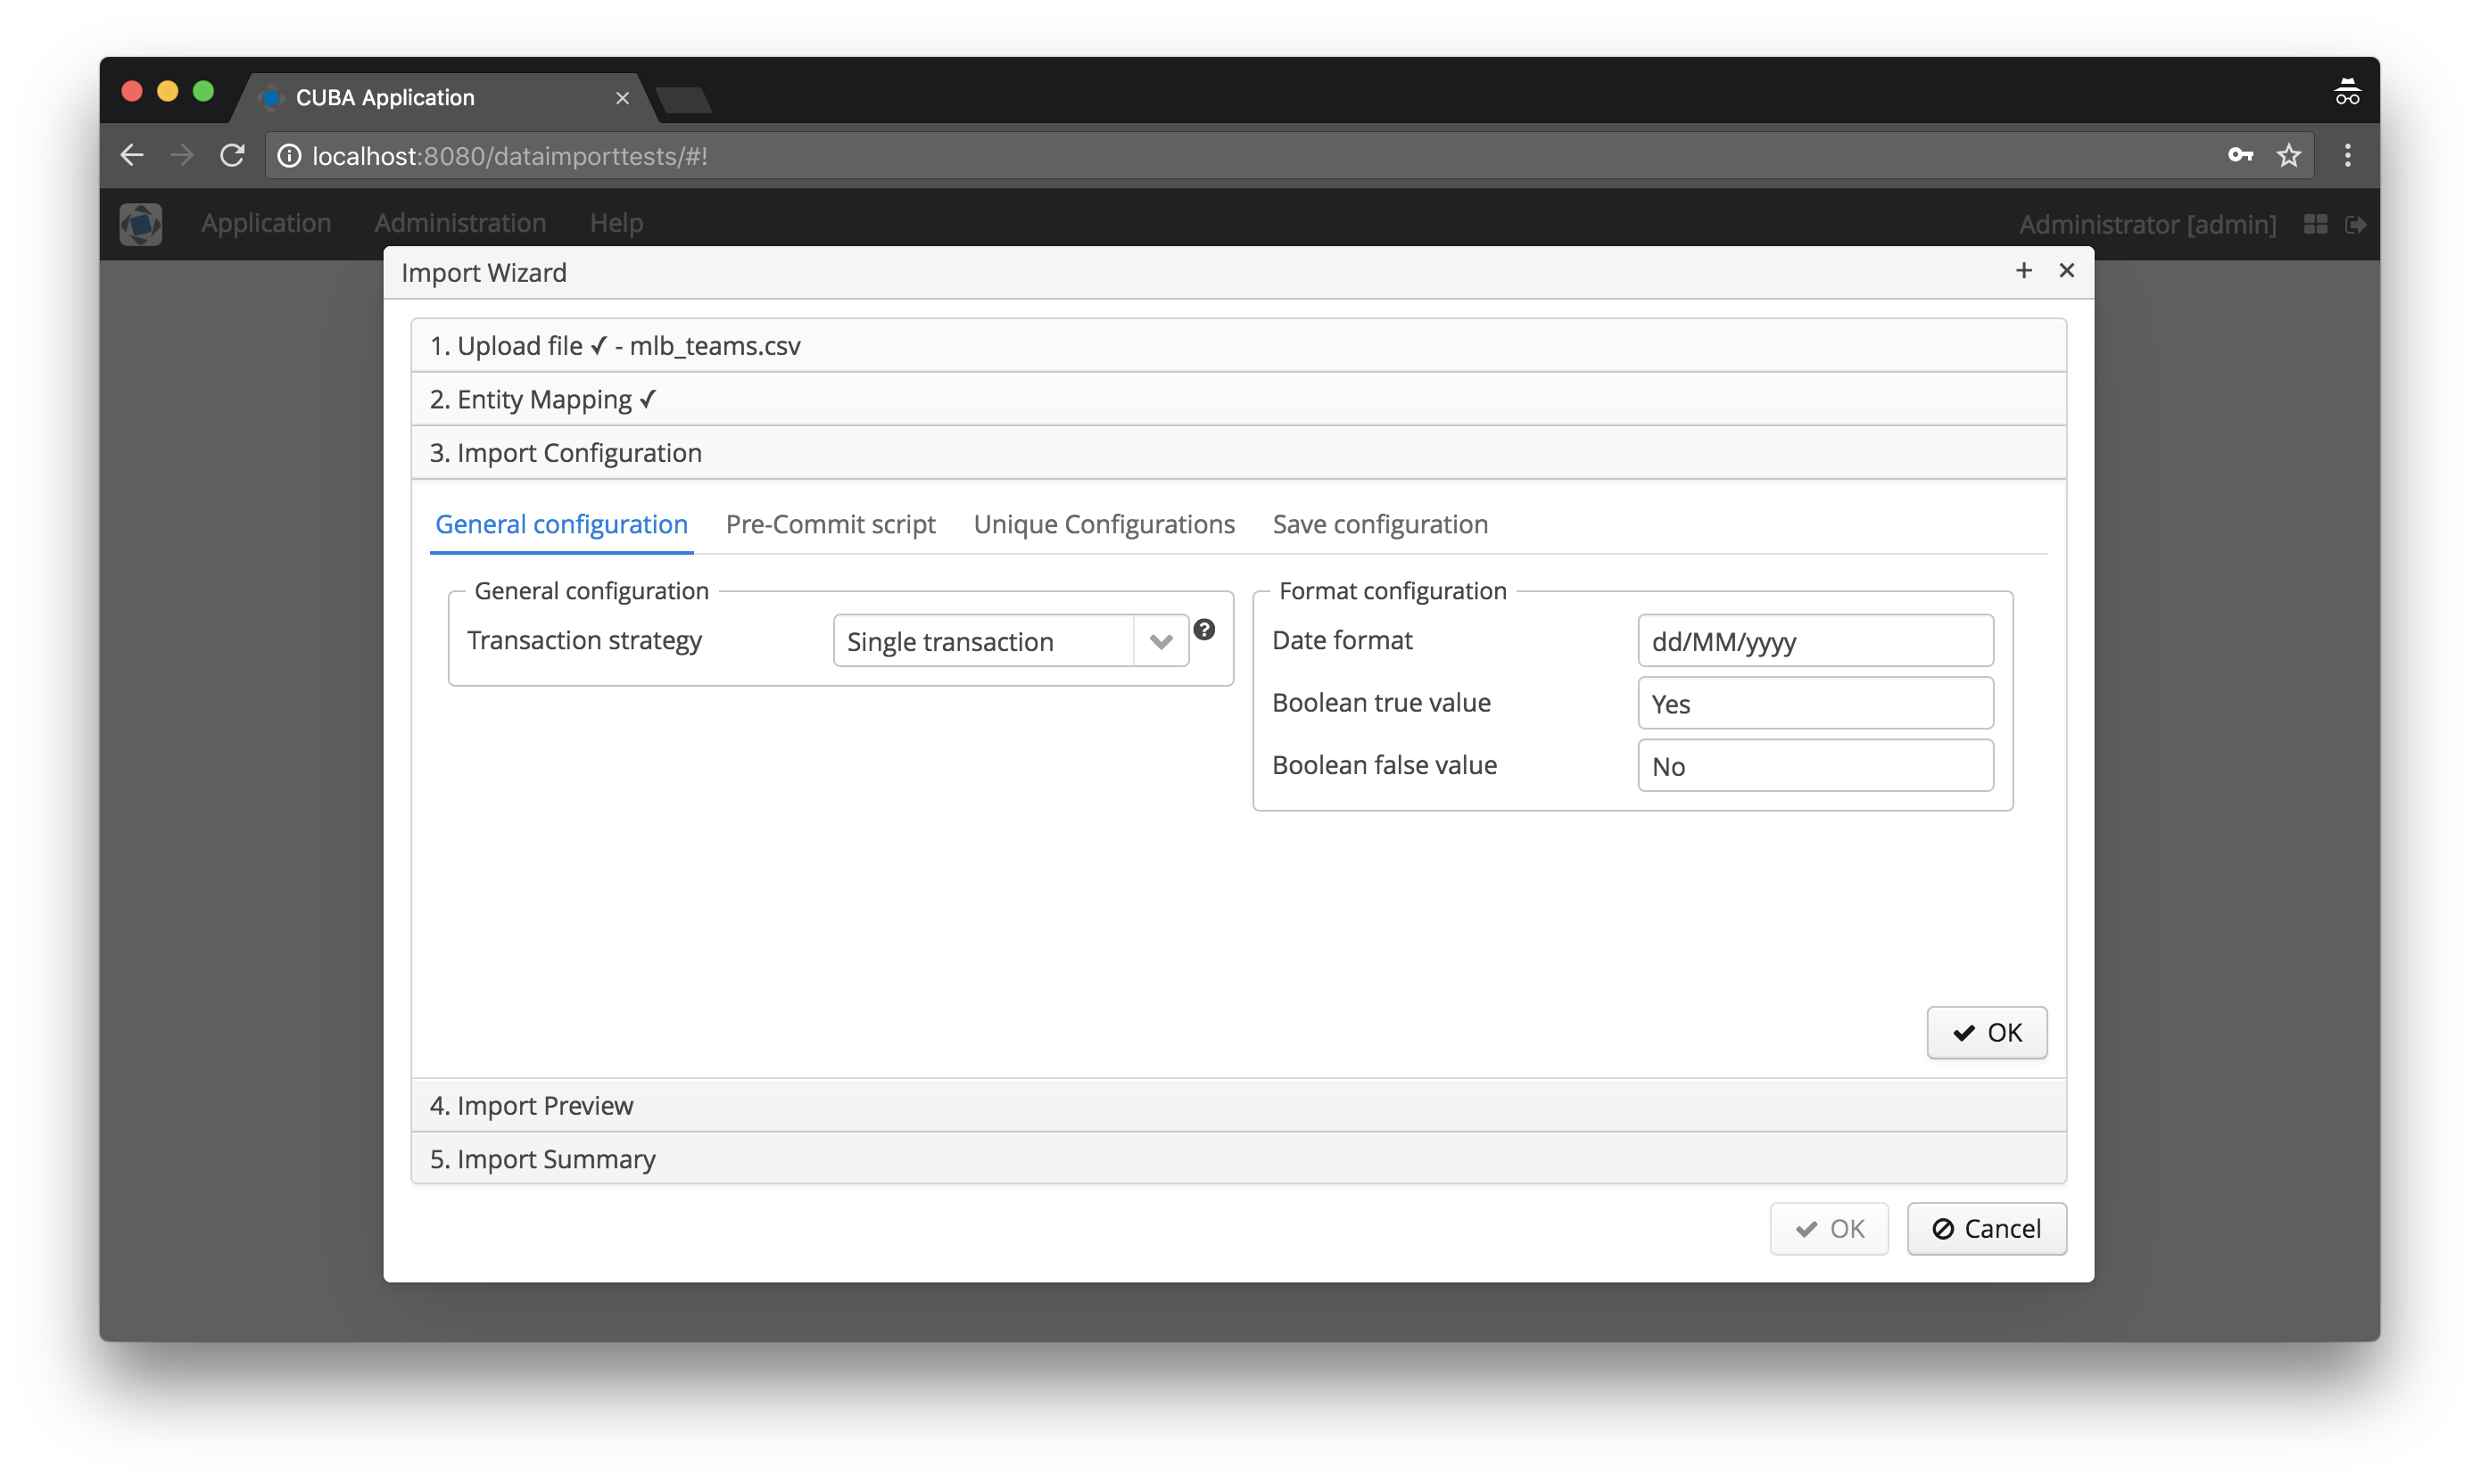 CUBA Application
localhost:8080/dataimporttests/#!
Application Administration Help Administrator [admin]
Import Wizard
1. Upload file ✓ - mlb_teams.csv
2. Entity Mapping ✓
3. Import Configuration
General configuration Pre-Commit script Unique Configurations Save configuration
General configuration
Transaction strategy Single transaction
Format configuration
Date format dd/MM/yyyy
Boolean true value Yes
Boolean false value No
OK
4. Import Preview
5. Import Summary
OK Cancel